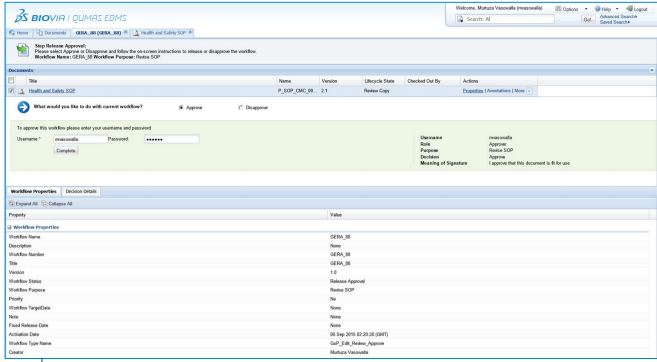 Welcome, Murtuza Vasowalla (mvasowalla) Options Help Logout
BIOVIA | QUMAS EDMS
Search: All Go! Advanced Search
Saved Search
Home Documents GERA_88 (GERA_88) Health and Safety SOP
Step Release Approval:
Please select Approve or Disapprove and follow the on-screen instructions to release or disapprove the workflow.
Workflow Name: GERA_88 Workflow Purpose: Revise SOP
Documents
Title Name Version Lifecycle State Checked Out By Actions
Health and Safety SOP P_SOP_CMC_00... 2.1 Review Copy Properties | Annotations | More
What would you like to do with current workflow? Approve Disapprove
To approve this workflow please enter your username and password
Username:* mvasowalla Password: ••••••
Complete
Username mvasowalla
Role Approver
Purpose Revise SOP
Decision Approve
Meaning of Signature I approve that this document is fit for use
Workflow Properties Decision Details
Expand All Collapse All
Property Value
Workflow Properties
Workflow Name GERA_88
Description None
Workflow Number GERA_88
Title GERA_88
Version 1.0
Workflow Status Release Approval
Workflow Purpose Revise SOP
Priority No
Workflow TargetDate None
Note None
Fixed Release Date None
Activation Date 06 Sep 2015 02:20:28 (GMT)
Workflow Type Name GxP_Edit_Review_Approve
Creator Murtuza Vasowalla